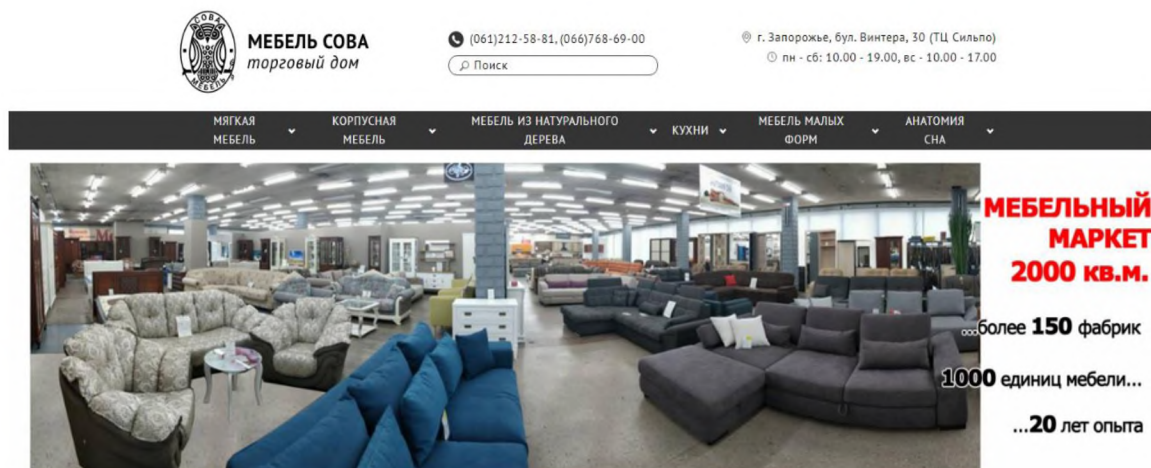 СОВА
МЕБЕЛЬ
МЕБЕЛЬ СОВА
торговый дом
(061)212-58-81, (066)768-69-00
Поиск
г. Запорожье, бул. Винтера, 30 (ТЦ Сильпо)
пн - сб: 10.00 - 19.00, вс - 10.00 - 17.00
МЯГКАЯ
МЕБЕЛЬ
КОРПУСНАЯ
МЕБЕЛЬ
МЕБЕЛЬ ИЗ НАТУРАЛЬНОГО
ДЕРЕВА
КУХНИ
МЕБЕЛЬ МАЛЫХ
ФОРМ
АНАТОМИЯ
СНА
МЕБЕЛЬНЫЙ
МАРКЕТ
2000 кв.м.
...более 150 фабрик
1000 единиц мебели...
...20 лет опыта